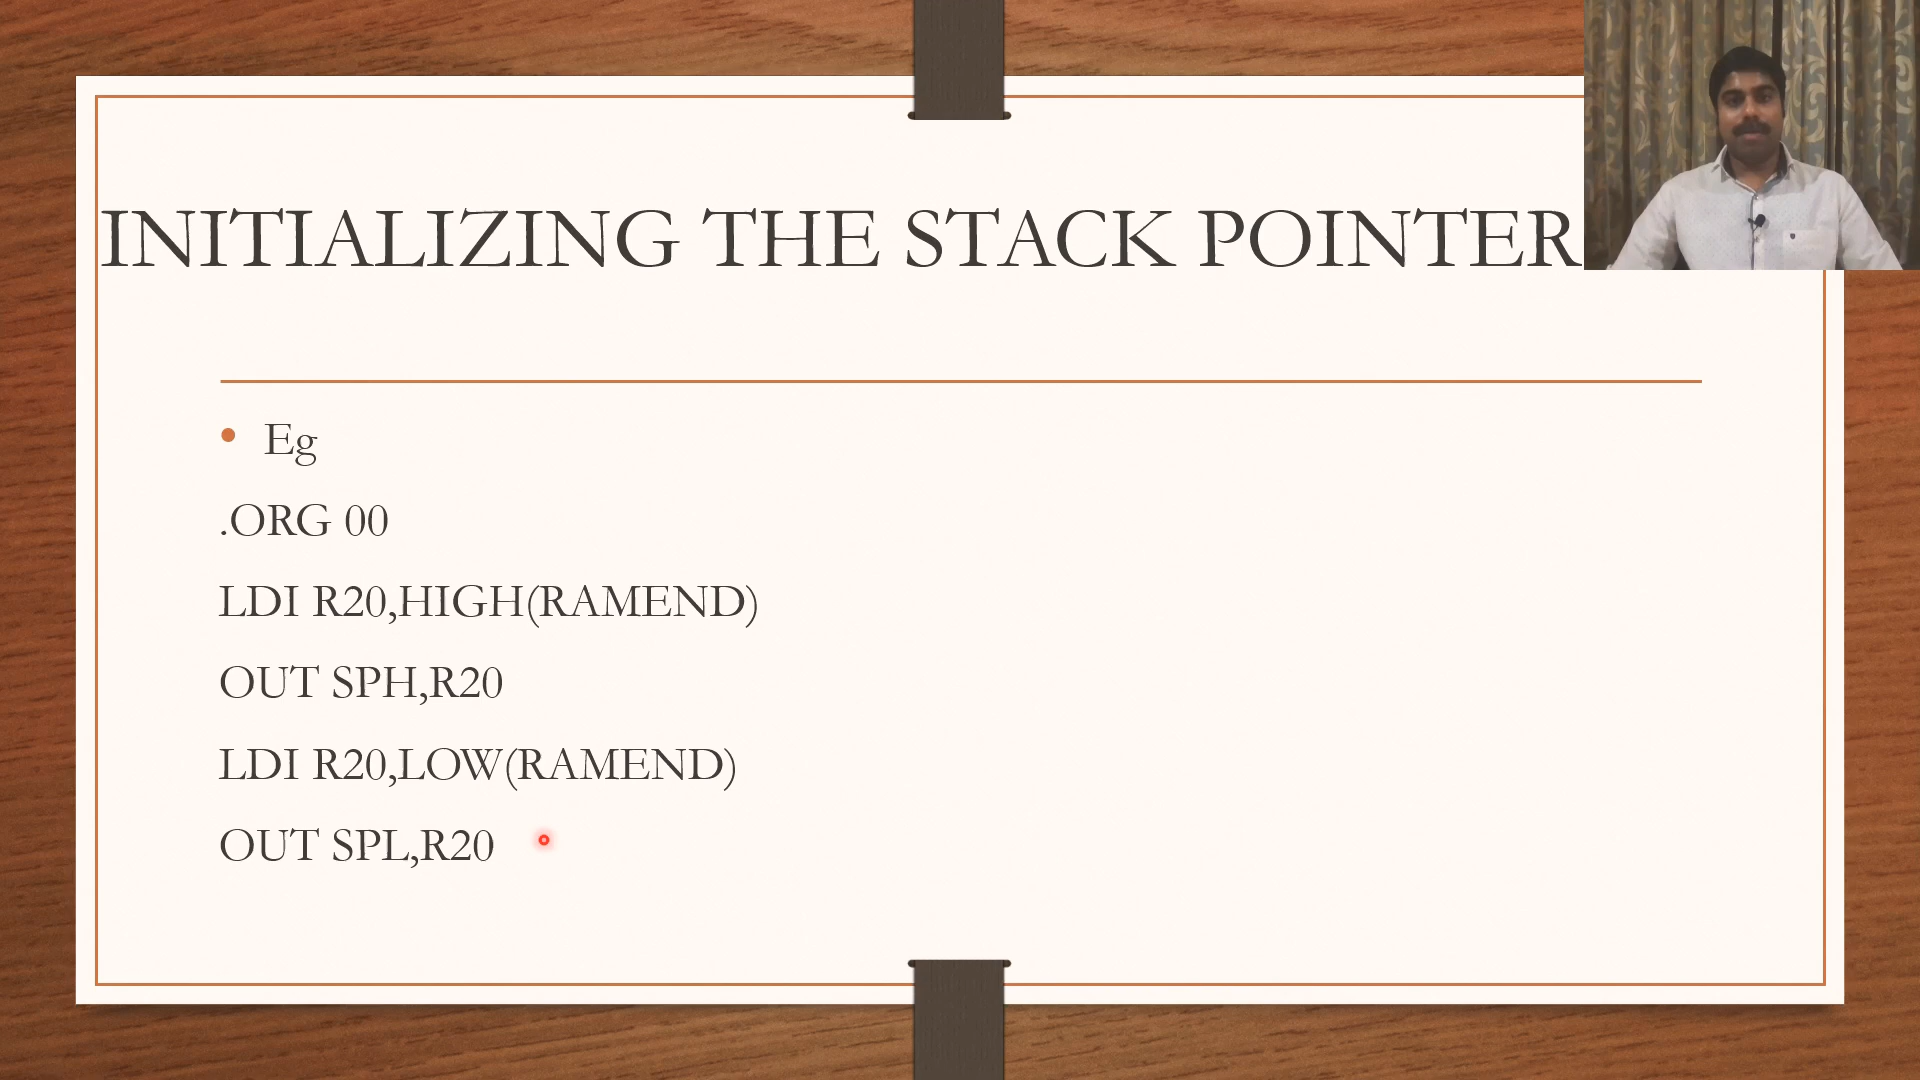 INITIALIZING THE STACK POINTER
• Eg
.ORG 00
LDI R20,HIGH(RAMEND)
OUT SPH,R20
LDI R20,LOW(RAMEND)
OUT SPL,R20